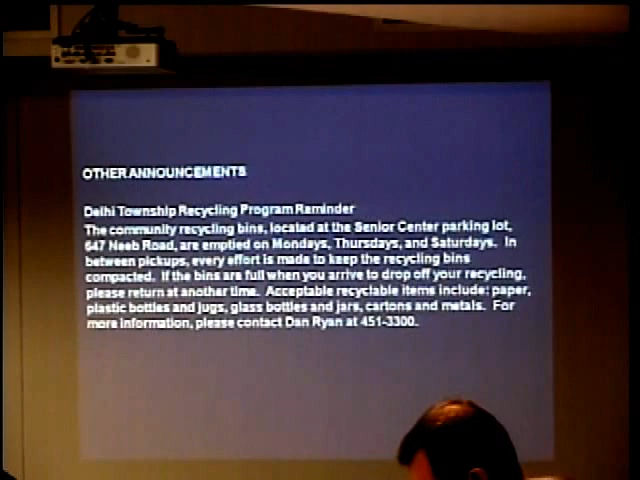 OTHER ANNOUNCEMENTS
Delhi Township Recycling Program Reminder
The community recycling bins, located at the Senior Center parking lot,
647 Neeb Road, are emptied on Mondays, Thursdays, and Saturdays. In
between pickups, every effort is made to keep the recycling bins
compacted. If the bins are full when you arrive to drop off your recycling,
please return at another time. Acceptable recyclable items include: paper,
plastic bottles and jugs, glass bottles and jars, cartons and metals. For
more information, please contact Dan Ryan at 451-3300.